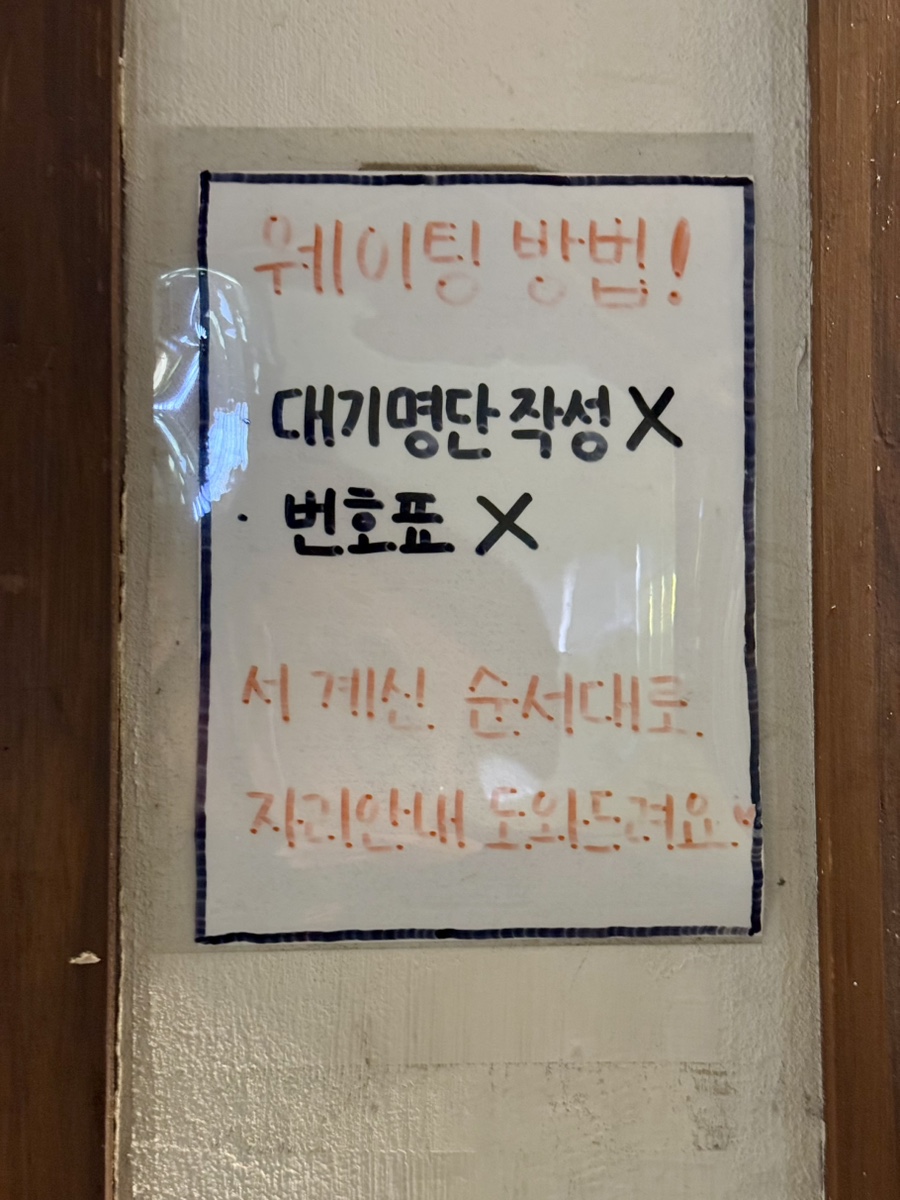 웨이팅 방법!
대기명단 작성 X
번호표 X
서 계신 순서대로
자리안내 도와드려요.♥